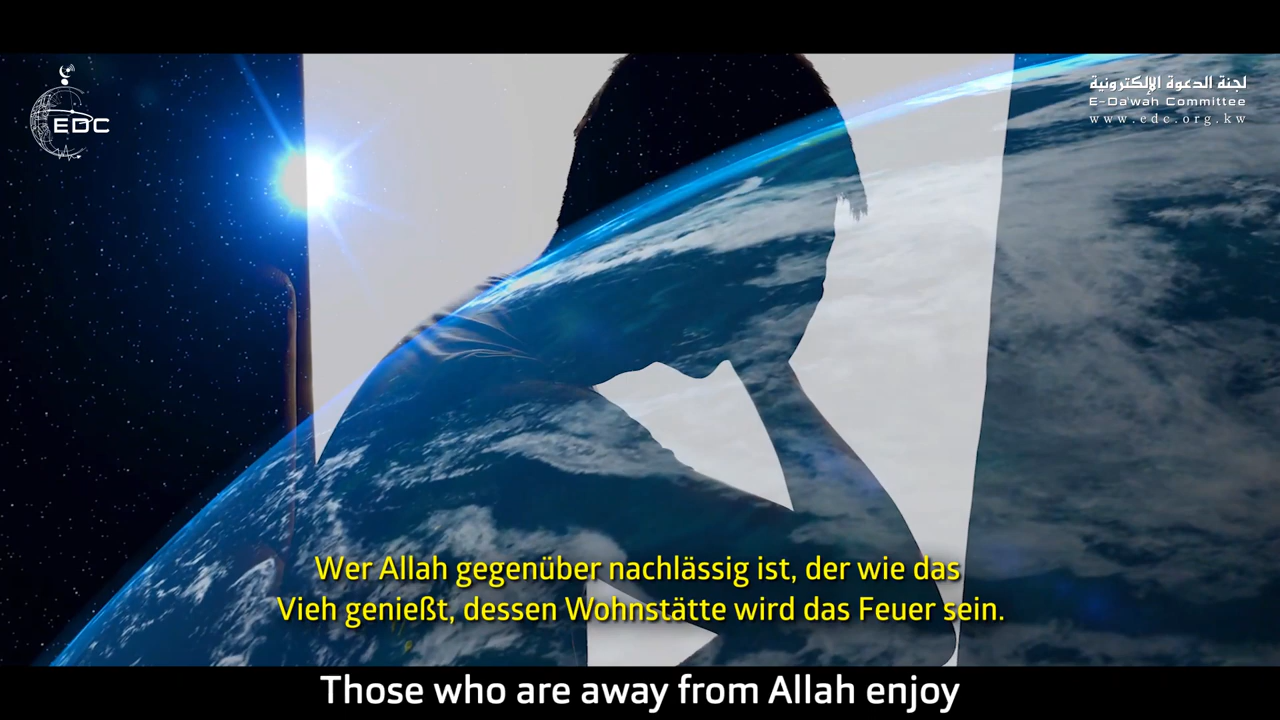 EDC
لجنة الدعوة الإلكترونية
E-Da'wah Committee
www.edc.org.kw
Wer Allah gegenüber nachlässig ist, der wie das
Vieh genießt, dessen Wohnstätte wird das Feuer sein.
Those who are away from Allah enjoy